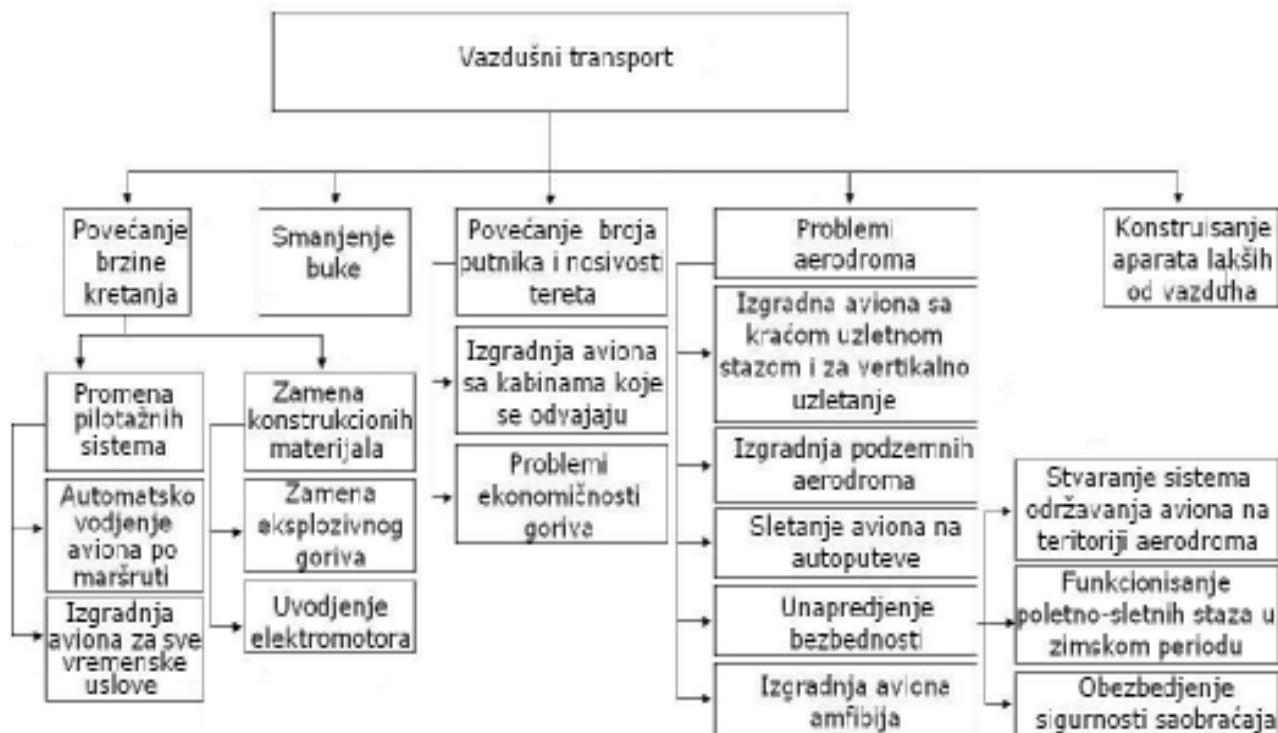 Vazdušni transport
Povećanje
brzine
kretanja
Smanjenje
buke
Povećanje broja
putnika i nosivosti
tereta
Problemi
aerodroma
Konstruisanje
aparata lakših
od vazduha
Promena
pilotažnih
sistema
Automatsko
vodjenje
aviona po
maršruti
Izgradnja
aviona za sve
vremenske
uslove
Zamena
konstrukcionih
materijala
Zamena
eksplozivnog
goriva
Uvodjenje
elektromotora
Izgradnja aviona
sa kabinama koje
se odvajaju
Problemi
ekonomičnosti
goriva
Izgradna aviona sa
kraćom uzletnom
stazom i za vertikalno
uzletanje
Izgradnja podzemnih
aerodroma
Sletanje aviona na
autoputeve
Unapredjenje
bezbednosti
Izgradnja aviona
amfibija
Stvaranje sistema
održavanja aviona na
teritoriji aerodroma
Funkcionisanje
poletno-sletnih staza u
zimskom periodu
Obezbedjenje
sigurnosti saobraćaja